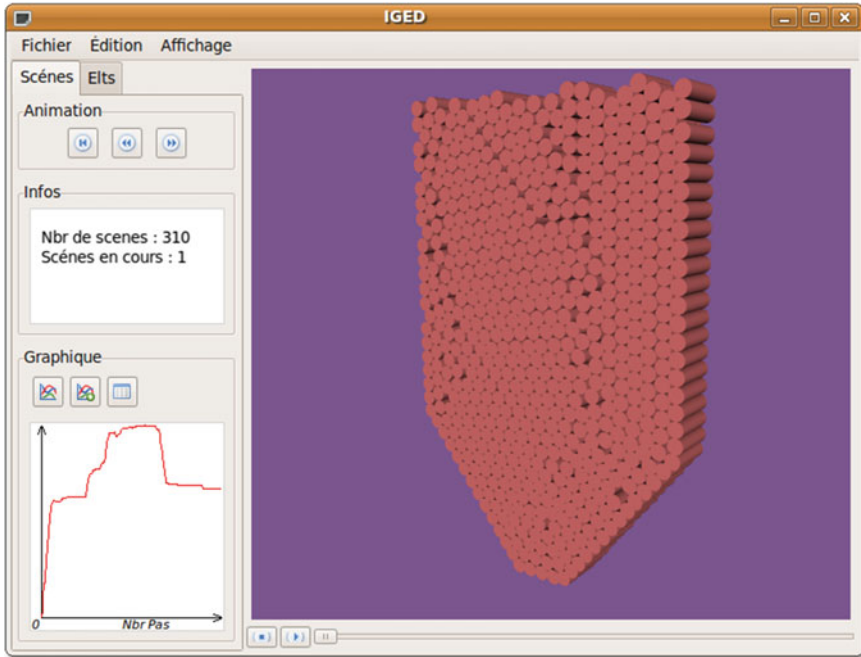 IGED
Fichier Édition Affichage
Scénes Elts
Animation
Infos
Nbr de scenes : 310
Scénes en cours : 1
Graphique
0 Nbr Pas